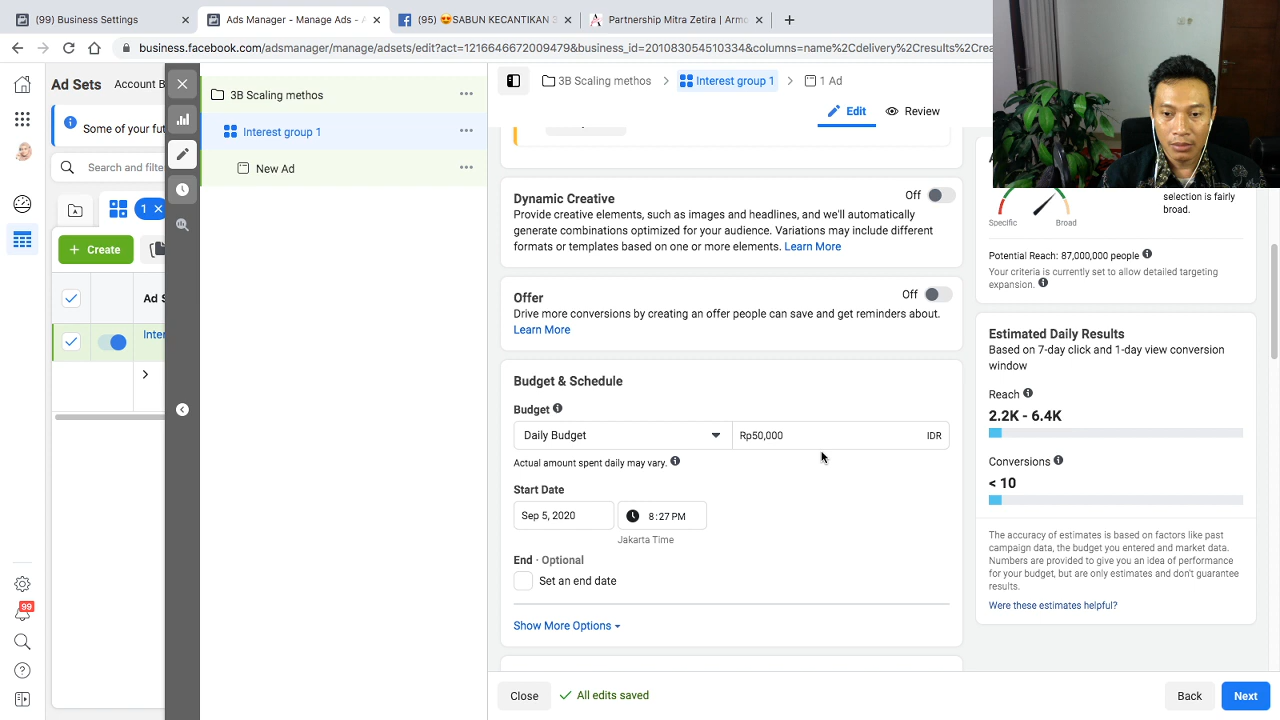 (99) Business Settings
Ads Manager - Manage Ads - A
(95) 😍SABUN KECANTIKAN S
Partnership Mitra Zetira | Armo
business.facebook.com/adsmanager/manage/adsets/edit?act=1216646672009479&business_id=201083054510334&columns=name%2Cdelivery%2Cresults%2Crea
Ad Sets
Account B
Some of your fut
Search and filte
1
Create
Ad S
Inter
99
3B Scaling methos
Interest group 1
New Ad
3B Scaling methos
Interest group 1
1 Ad
Edit
Review
Dynamic Creative
Off
Provide creative elements, such as images and headlines, and we'll automatically
generate combinations optimized for your audience. Variations may include different
formats or templates based on one or more elements. Learn More
Offer
Off
Drive more conversions by creating an offer people can save and get reminders about.
Learn More
Budget & Schedule
Budget
Daily Budget
Rp50,000
IDR
Actual amount spent daily may vary.
Start Date
Sep 5, 2020
8:27 PM
Jakarta Time
End · Optional
Set an end date
Show More Options
Close
All edits saved
Back
Next
selection is fairly
broad.
Specific
Broad
Potential Reach: 87,000,000 people
Your criteria is currently set to allow detailed targeting
expansion.
Estimated Daily Results
Based on 7-day click and 1-day view conversion
window
Reach
2.2K - 6.4K
Conversions
< 10
The accuracy of estimates is based on factors like past
campaign data, the budget you entered and market data.
Numbers are provided to give you an idea of performance
for your budget, but are only estimates and don't guarantee
results.
Were these estimates helpful?